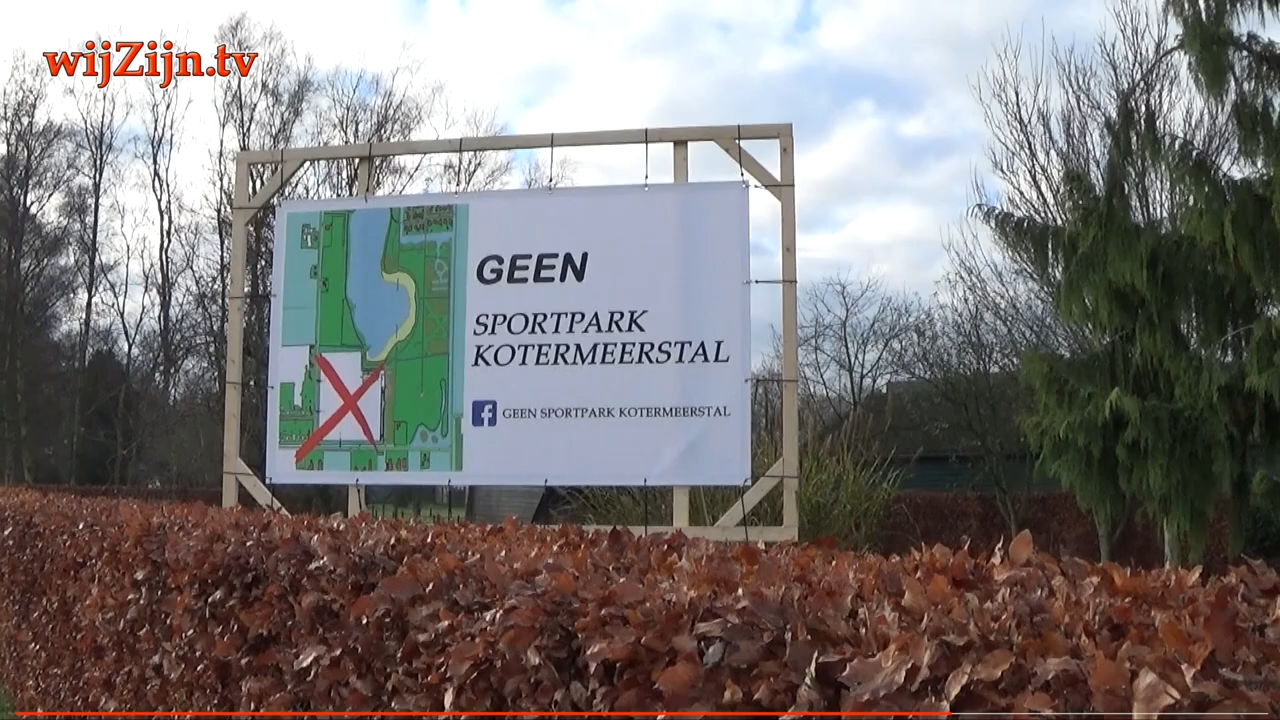 wijZijn.tv
GEEN
SPORTPARK
KOTERMEERSTAL
GEEN SPORTPARK KOTERMEERSTAL